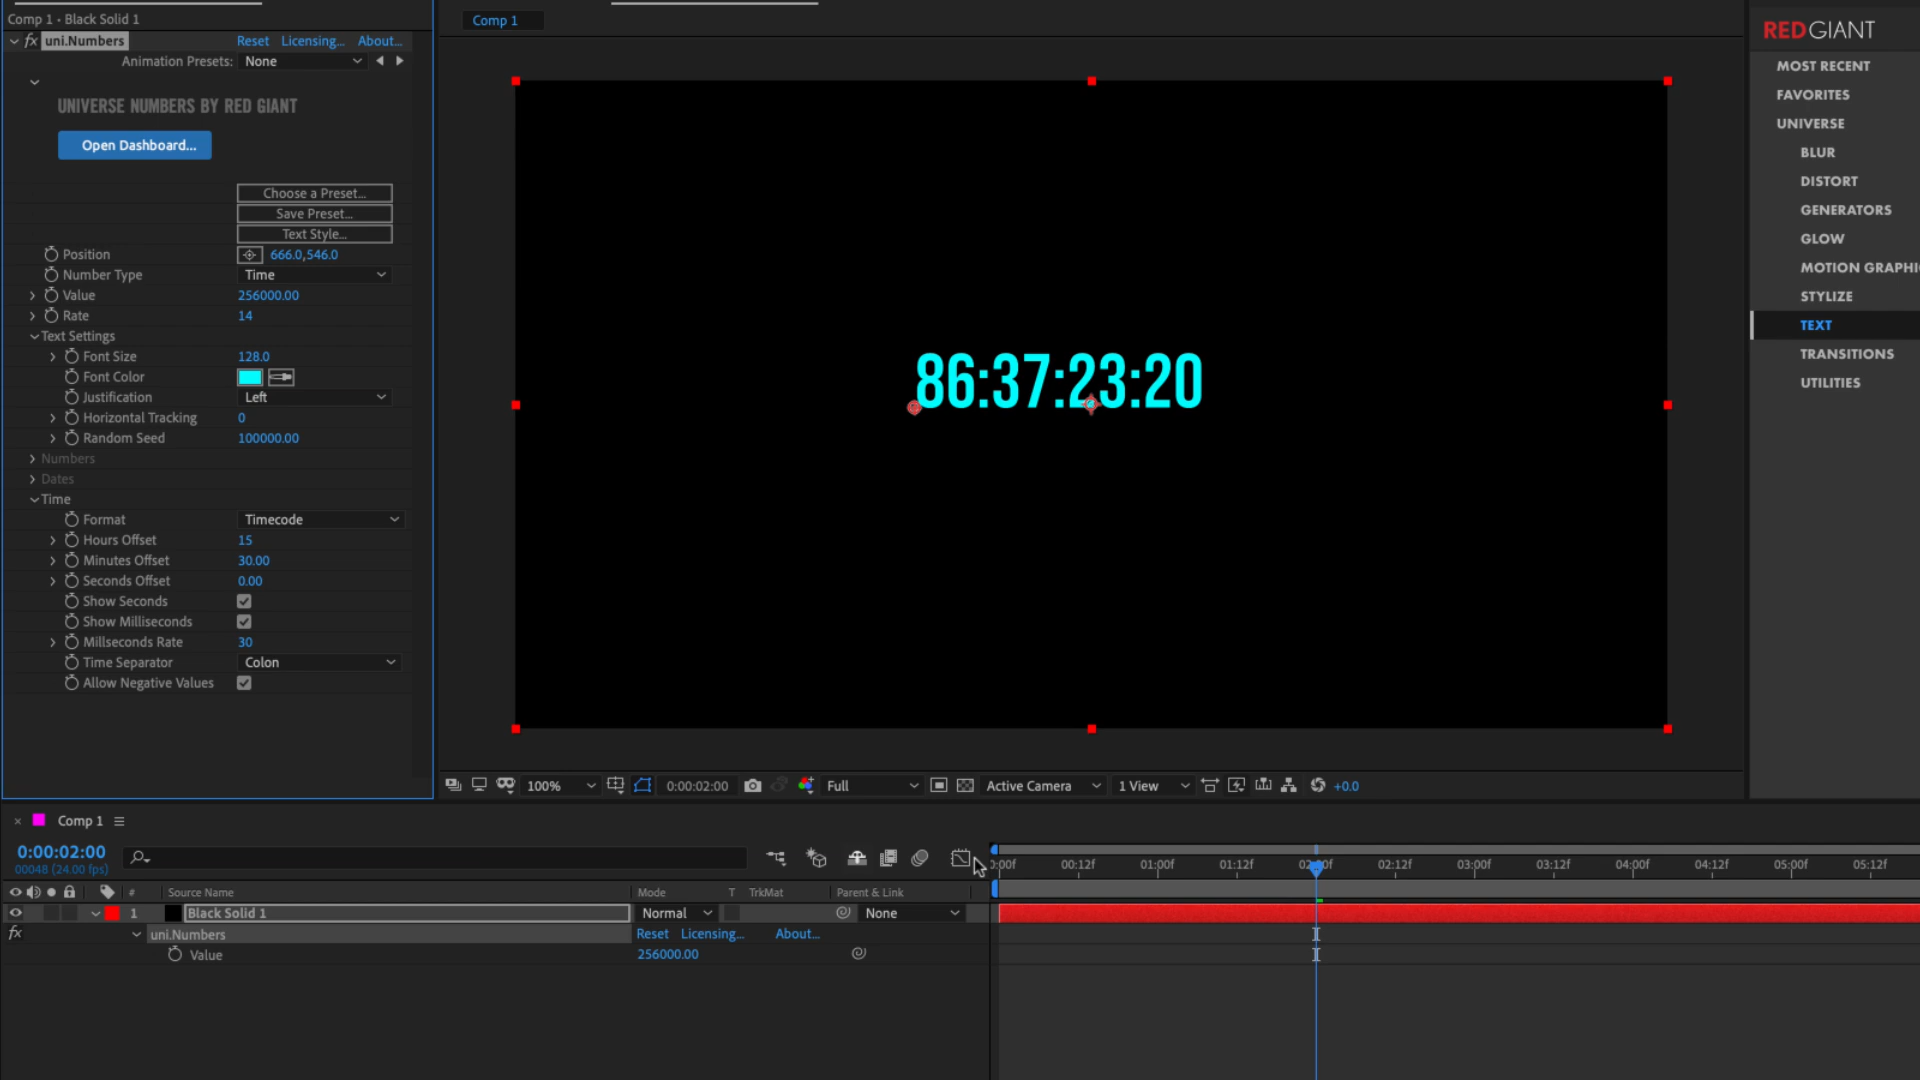 Comp 1 • Black Solid 1
fx uni.Numbers Reset Licensing... About...
Animation Presets: None
UNIVERSE NUMBERS BY RED GIANT
Open Dashboard...
Choose a Preset...
Save Preset...
Text Style...
Position 666.0,546.0
Number Type Time
Value 256000.00
Rate 14
Text Settings
Font Size 128.0
Font Color
Justification Left
Horizontal Tracking 0
Random Seed 100000.00
Numbers
Dates
Time
Format Timecode
Hours Offset 15
Minutes Offset 30.00
Seconds Offset 0.00
Show Seconds
Show Milliseconds
Millseconds Rate 30
Time Separator Colon
Allow Negative Values
Comp 1
86:37:23:20
100% 0:00:02:00 Full Active Camera 1 View +0.0
REDGIANT
MOST RECENT
FAVORITES
UNIVERSE
BLUR
DISTORT
GENERATORS
GLOW
MOTION GRAPHI
STYLIZE
TEXT
TRANSITIONS
UTILITIES
× Comp 1
0:00:02:00
00048 (24.00 fps)
:00f 00:12f 01:00f 01:12f 02:00f 02:12f 03:00f 03:12f 04:00f 04:12f 05:00f 05:12f
# Source Name Mode T TrkMat Parent & Link
1 Black Solid 1 Normal None
fx uni.Numbers Reset Licensing... About...
Value 256000.00